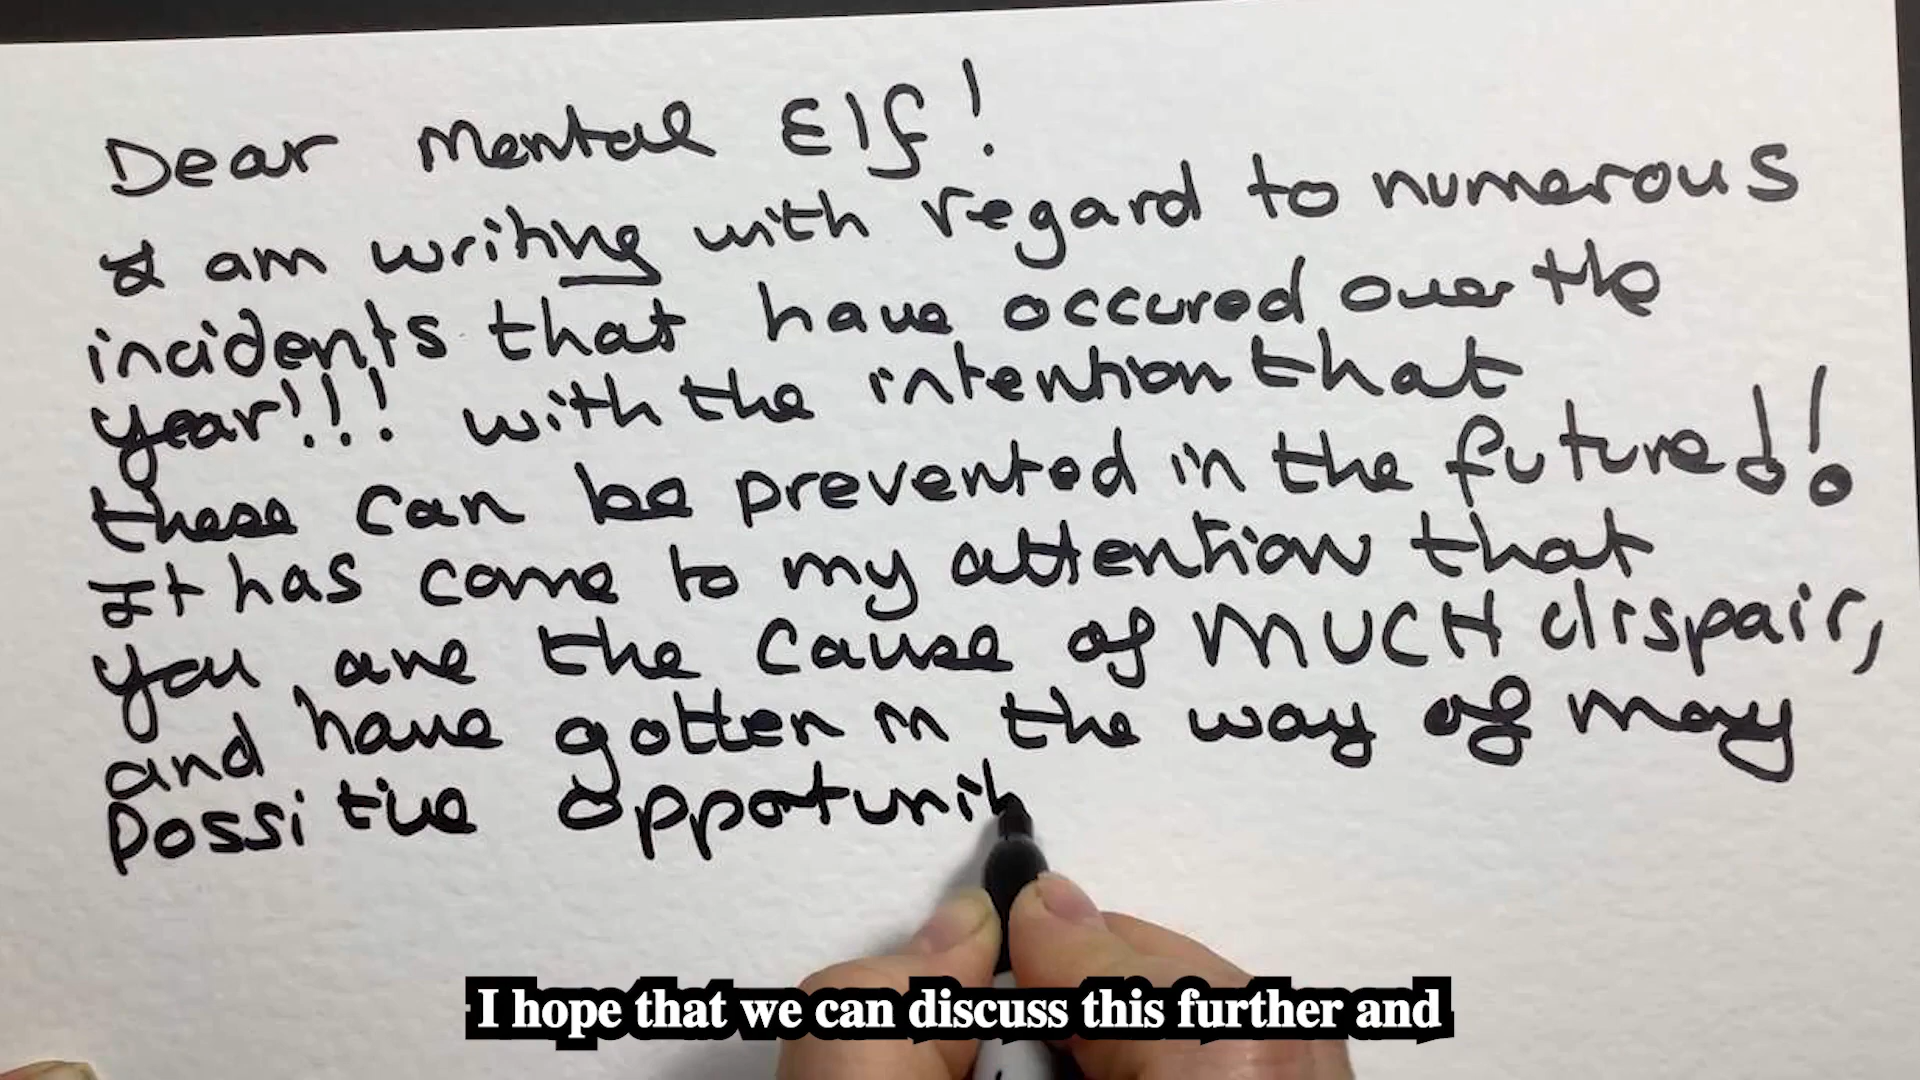 Dear Mental Elf!
I am writing with regard to numerous
incidents that have occured over the
year!!! with the intention that
these can be prevented in the future!!
It has come to my attention that
you are the cause of MUCH dispair,
and have gotten in the way of many
possitive opportunit
I hope that we can discuss this further and